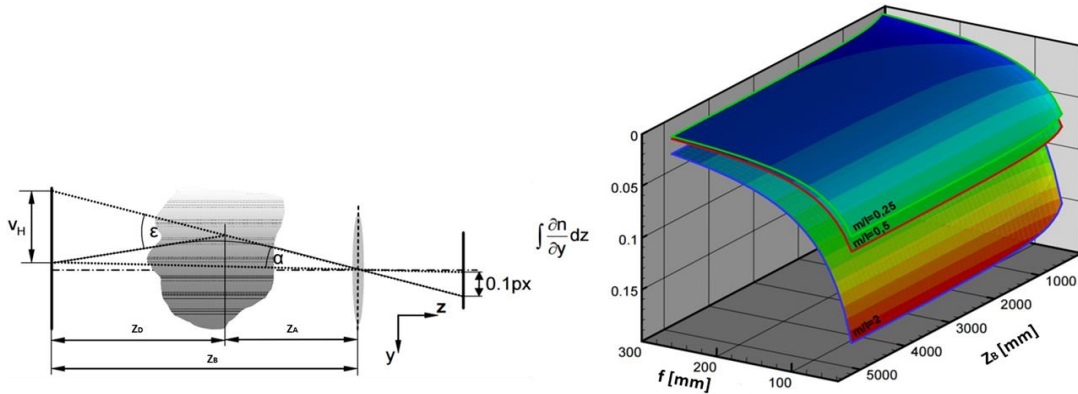 v_H
ε
α
0.1px
z
y
Z_D
Z_A
Z_B
∫ ∂n/∂y dz
0
0.05
0.1
0.15
m/l=0,25
m/l=0,5
m/l=2
300
200
100
f [mm]
5000
4000
3000
2000
1000
Z_B [mm]